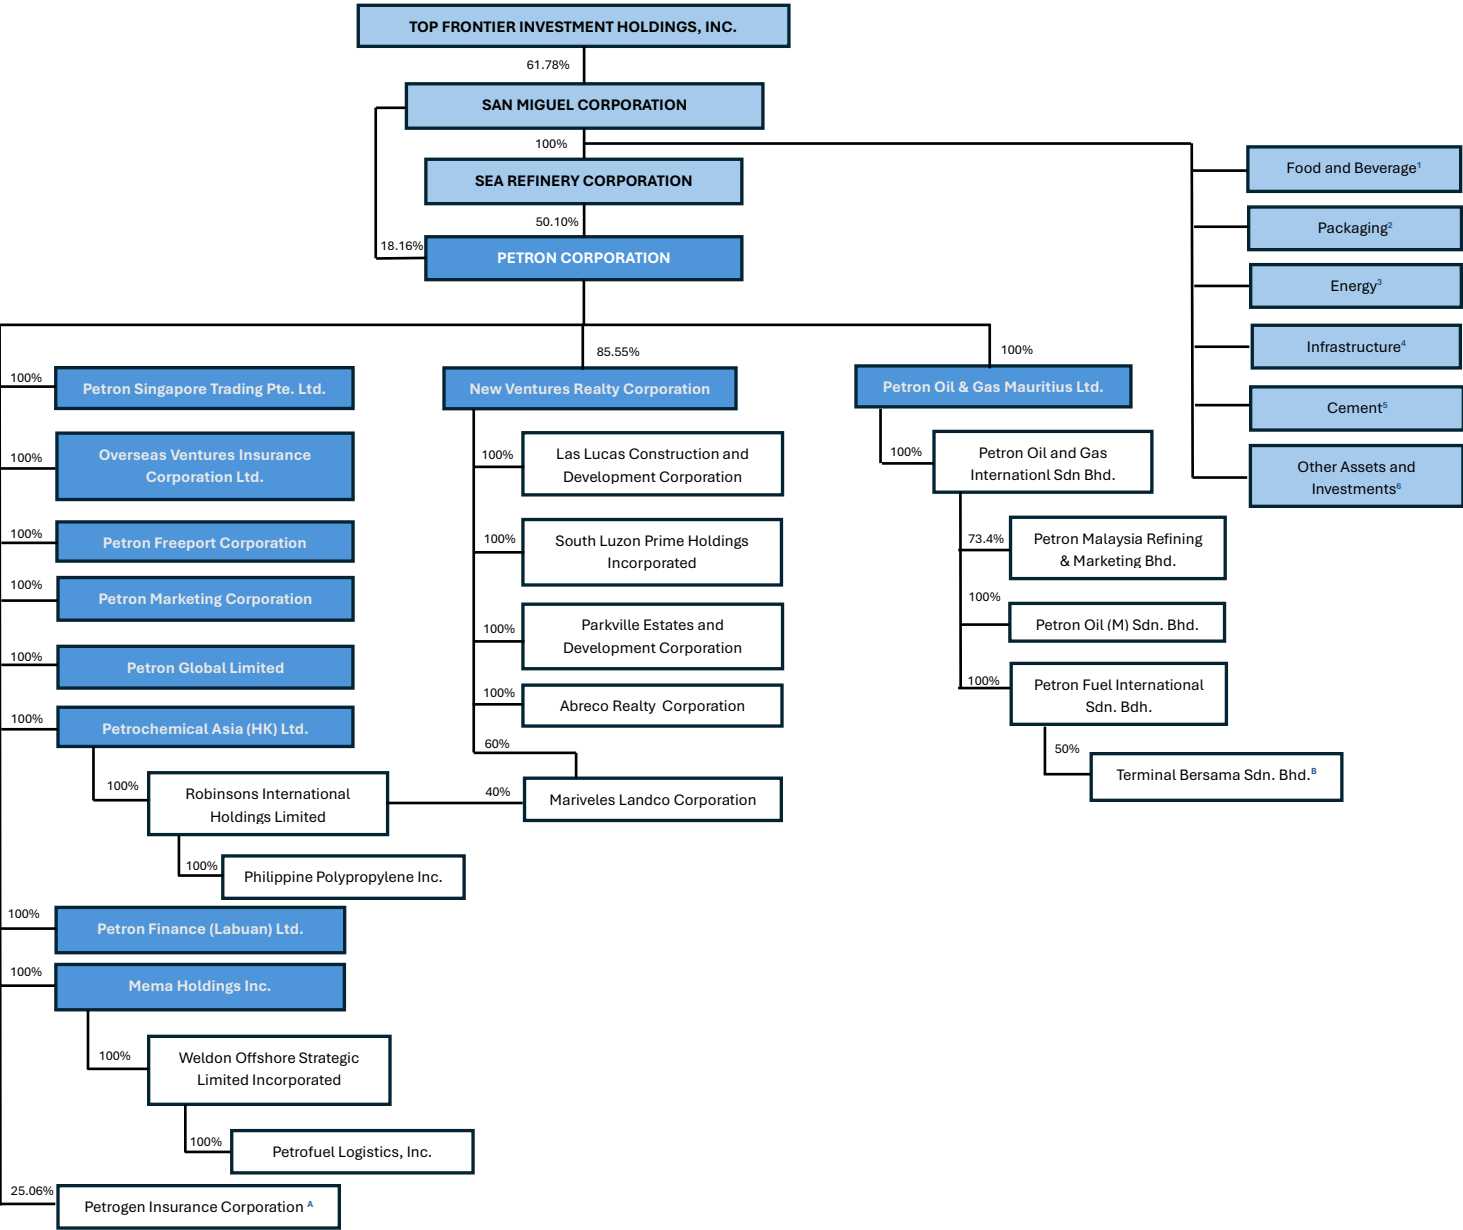 TOP FRONTIER INVESTMENT HOLDINGS, INC.
61.78%
SAN MIGUEL CORPORATION
100%
SEA REFINERY CORPORATION
50.10%
18.16%
PETRON CORPORATION
Food and Beverage¹
Packaging²
Energy³
Infrastructure⁴
Cement⁵
Other Assets and
Investments⁶
100%
Petron Singapore Trading Pte. Ltd.
100%
Overseas Ventures Insurance
Corporation Ltd.
100%
Petron Freeport Corporation
100%
Petron Marketing Corporation
100%
Petron Global Limited
100%
Petrochemical Asia (HK) Ltd.
100%
Robinsons International
Holdings Limited
40%
100%
Philippine Polypropylene Inc.
100%
Petron Finance (Labuan) Ltd.
100%
Mema Holdings Inc.
100%
Weldon Offshore Strategic
Limited Incorporated
100%
Petrofuel Logistics, Inc.
25.06%
Petrogen Insurance Corporation ᴬ
85.55%
New Ventures Realty Corporation
100%
Las Lucas Construction and
Development Corporation
100%
South Luzon Prime Holdings
Incorporated
100%
Parkville Estates and
Development Corporation
100%
Abreco Realty Corporation
60%
Mariveles Landco Corporation
100%
Petron Oil & Gas Mauritius Ltd.
100%
Petron Oil and Gas
Internationl Sdn Bhd.
73.4%
Petron Malaysia Refining
& Marketing Bhd.
100%
Petron Oil (M) Sdn. Bhd.
100%
Petron Fuel International
Sdn. Bdh.
50%
Terminal Bersama Sdn. Bhd.ᴮ